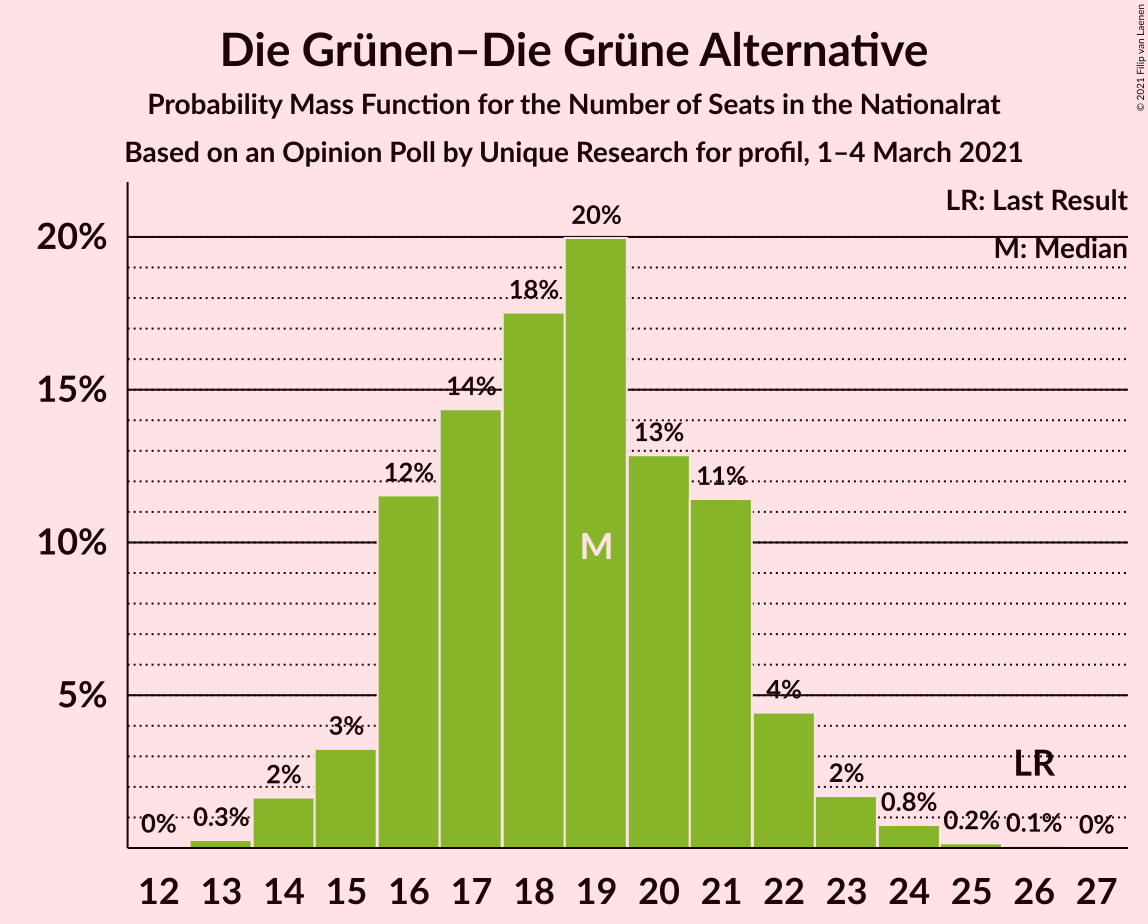 Die Grünen–Die Grüne Alternative
Probability Mass Function for the Number of Seats in the Nationalrat
Based on an Opinion Poll by Unique Research for profil, 1–4 March 2021
© 2021 Filip van Laenen
LR: Last Result
M: Median
20%
15%
10%
5%
0%
0.3%
2%
3%
12%
14%
18%
20%
13%
11%
4%
2%
0.8%
0.2%
0.1%
0%
M
LR
12 13 14 15 16 17 18 19 20 21 22 23 24 25 26 27